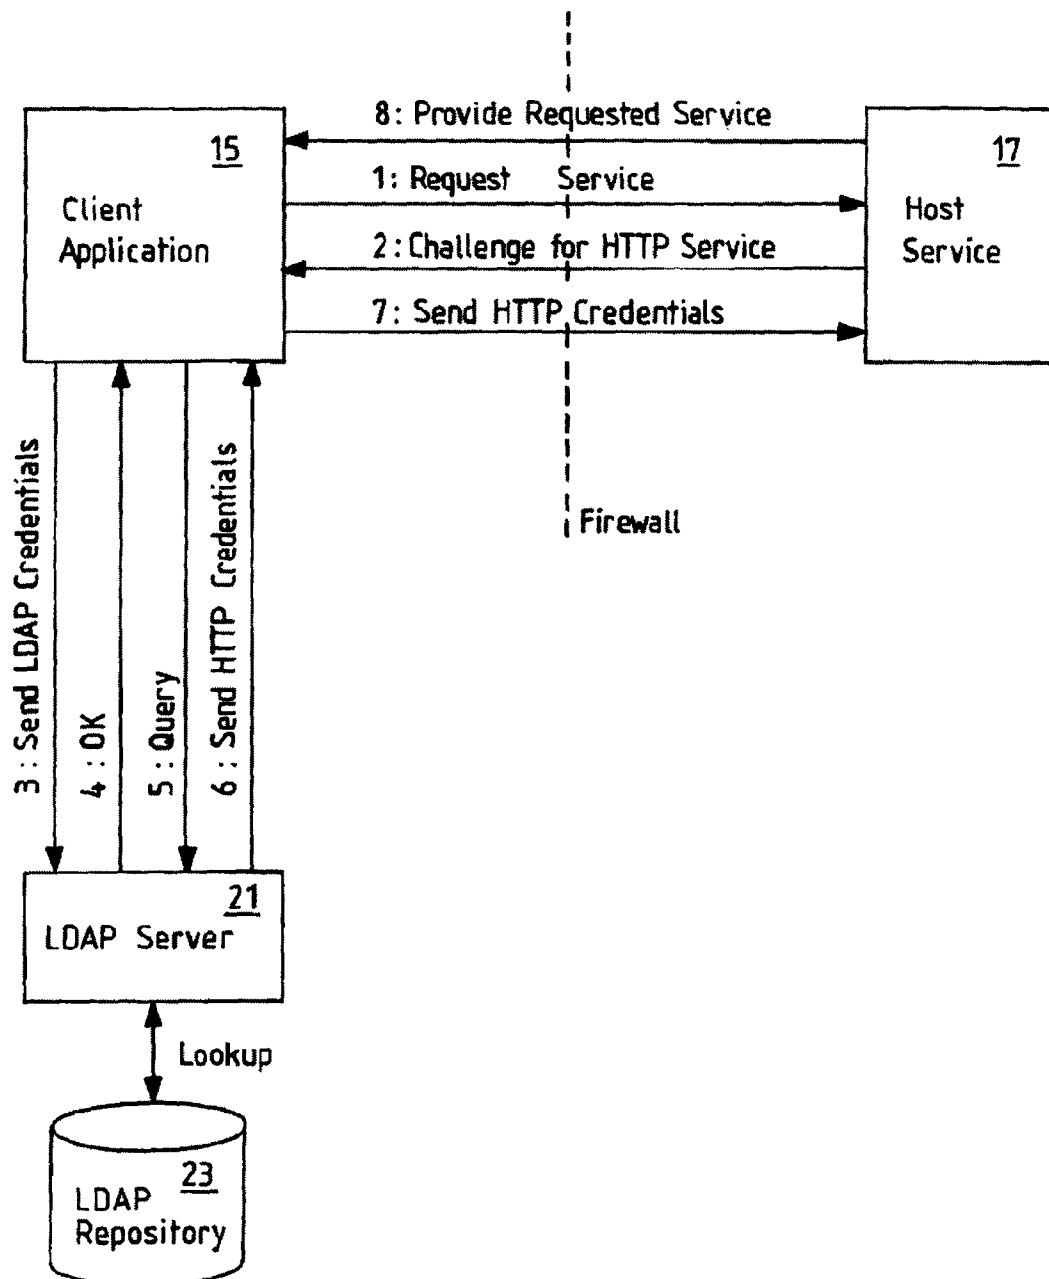 8: Provide Requested Service
15
Client
Application
1: Request Service
2: Challenge for HTTP Service
7: Send HTTP Credentials
17
Host
Service
Firewall
3: Send LDAP Credentials
4: OK
5: Query
6: Send HTTP Credentials
21
LDAP Server
Lookup
23
LDAP
Repository